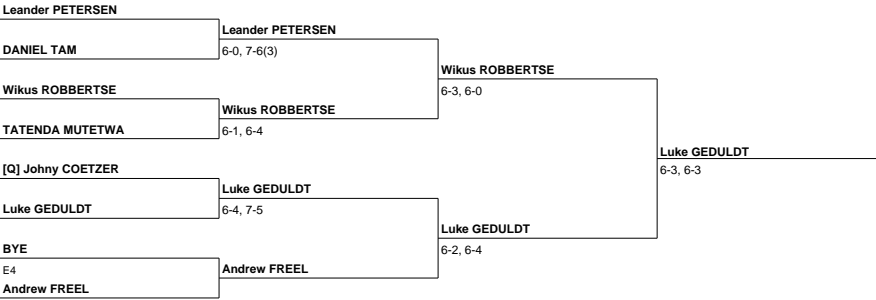 Leander PETERSEN
Leander PETERSEN
DANIEL TAM
6-0, 7-6(3)
Wikus ROBBERTSE
Wikus ROBBERTSE
6-3, 6-0
Wikus ROBBERTSE
TATENDA MUTETWA
6-1, 6-4
Luke GEDULDT
[Q] Johny COETZER
6-3, 6-3
Luke GEDULDT
Luke GEDULDT
6-4, 7-5
Luke GEDULDT
BYE
6-2, 6-4
E4
Andrew FREEL
Andrew FREEL